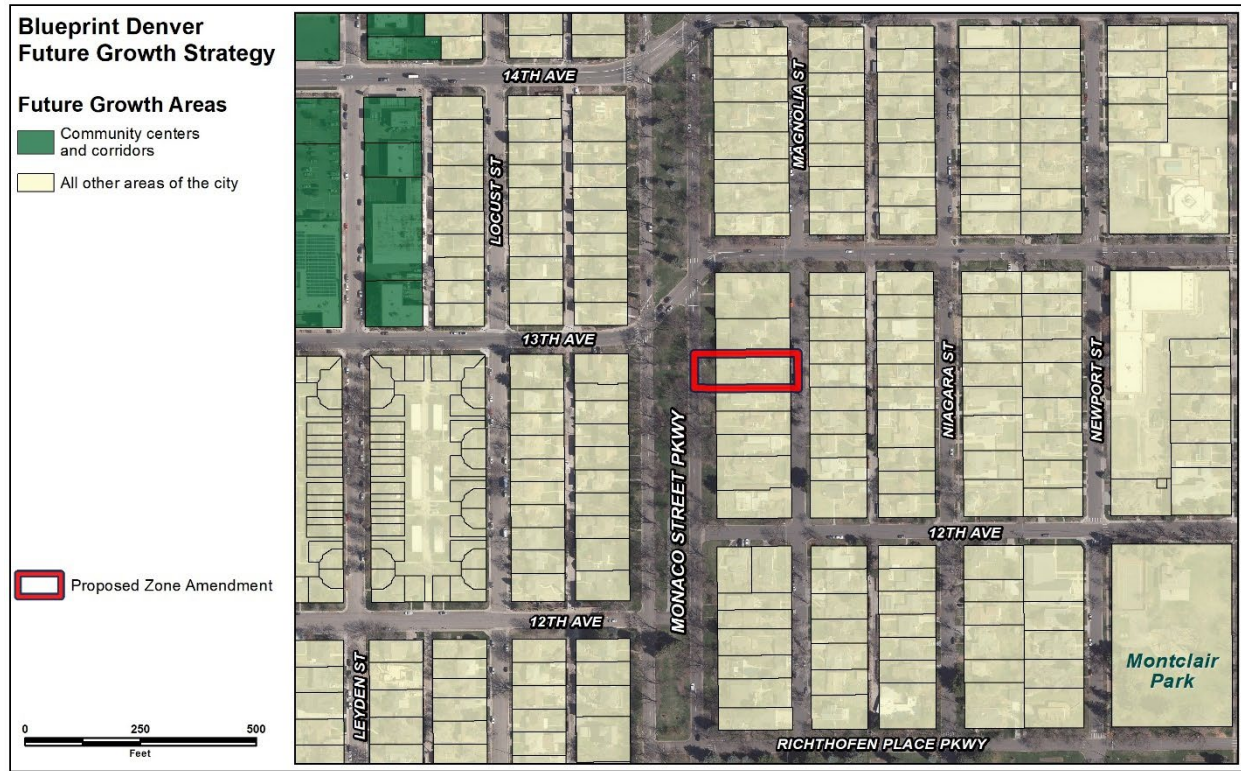 Blueprint Denver
Future Growth Strategy
Future Growth Areas
Community centers
and corridors
All other areas of the city
Proposed Zone Amendment
0 250 500
Feet
14TH AVE
MAGNOLIA ST
LOCUST ST
13TH AVE
NIAGARA ST
NEWPORT ST
MONACO STREET PKWY
12TH AVE
12TH AVE
LEYDEN ST
Montclair
Park
RICHTHOFEN PLACE PKWY